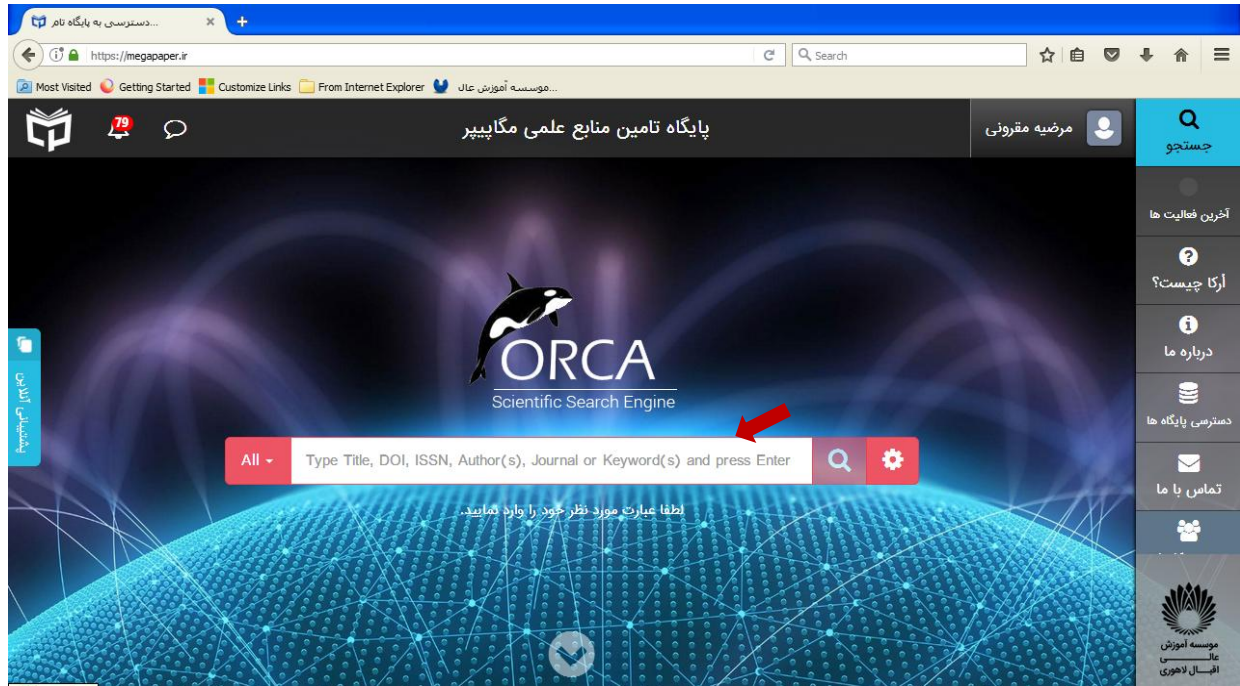 دسترسی به پایگاه تام...
https://megapaper.ir
Search
Most Visited
Getting Started
Customize Links
From Internet Explorer
موسسه آموزش عال...
79
پایگاه تامین منابع علمی مگاپیپر
مرضیه مقرونی
جستجو
آخرین فعالیت ها
أرکا چیست؟
درباره ما
دسترسی پایگاه ها
تماس با ما
پشتیبانی آنلاین
ORCA
Scientific Search Engine
All
Type Title, DOI, ISSN, Author(s), Journal or Keyword(s) and press Enter
لطفا عبارت مورد نظر خود را وارد نمایید..
موسسه آموزش
عالــــــی
اقبـــال لاهوری